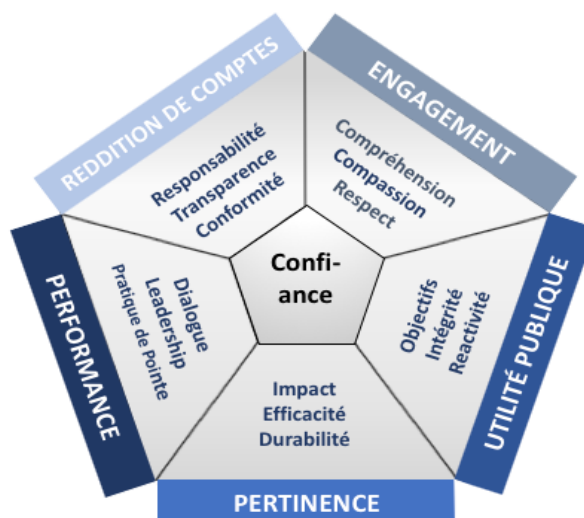 REDDITION DE COMPTES
Responsabilité
Transparence
Conformité
ENGAGEMENT
Compréhension
Compassion
Respect
Confi-
ance
PERFORMANCE
Dialogue
Leadership
Pratique de Pointe
UTILITÉ PUBLIQUE
Objectifs
Intégrité
Reactivité
Impact
Efficacité
Durabilité
PERTINENCE